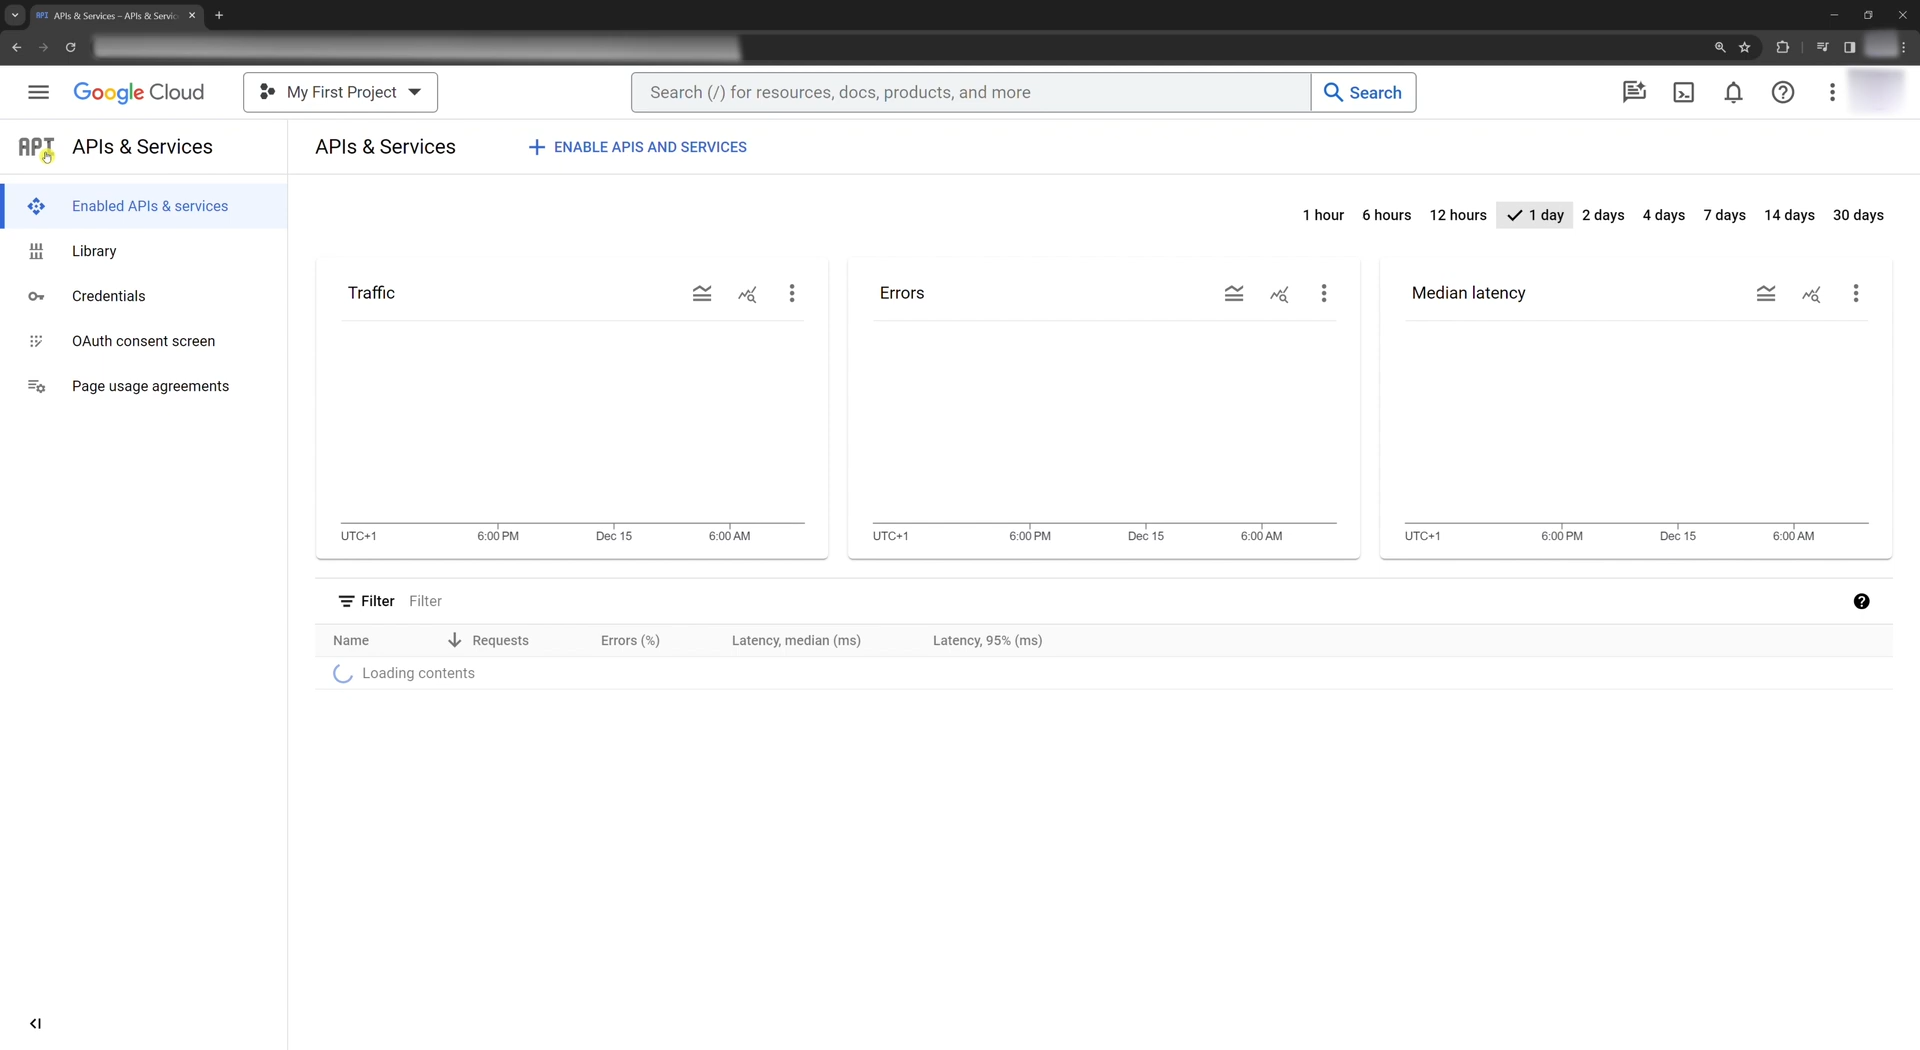 API APIs & Services – APIs & Servic
Google Cloud
My First Project
Search (/) for resources, docs, products, and more
Search
API APIs & Services
APIs & Services
ENABLE APIS AND SERVICES
Enabled APIs & services
Library
Credentials
OAuth consent screen
Page usage agreements
1 hour 6 hours 12 hours 1 day 2 days 4 days 7 days 14 days 30 days
Traffic
UTC+1 6:00 PM Dec 15 6:00 AM
Errors
UTC+1 6:00 PM Dec 15 6:00 AM
Median latency
UTC+1 6:00 PM Dec 15 6:00 AM
Filter Filter
Name Requests Errors (%) Latency, median (ms) Latency, 95% (ms)
Loading contents